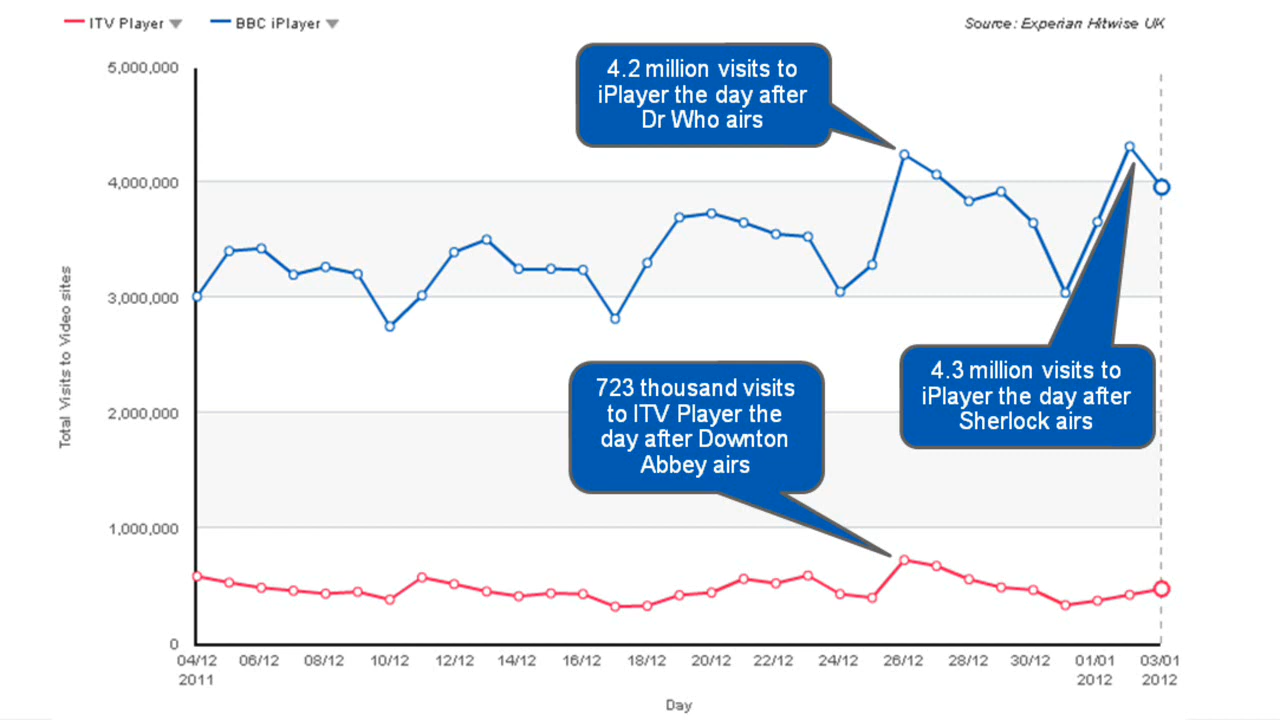 ITV Player
BBC iPlayer
Source: Experian Hitwise UK
5,000,000
4,000,000
3,000,000
2,000,000
1,000,000
0
Total Visits to Video sites
4.2 million visits to
iPlayer the day after
Dr Who airs
723 thousand visits
to ITV Player the
day after Downton
Abbey airs
4.3 million visits to
iPlayer the day after
Sherlock airs
04/12 06/12 08/12 10/12 12/12 14/12 16/12 18/12 20/12 22/12 24/12 26/12 28/12 30/12 01/01 03/01
2011 2012 2012
Day